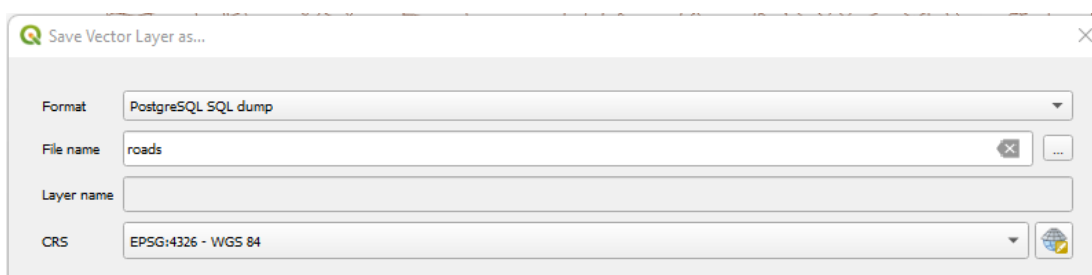 Save Vector Layer as...
Format PostgreSQL SQL dump
File name roads ...
Layer name
CRS EPSG:4326 - WGS 84